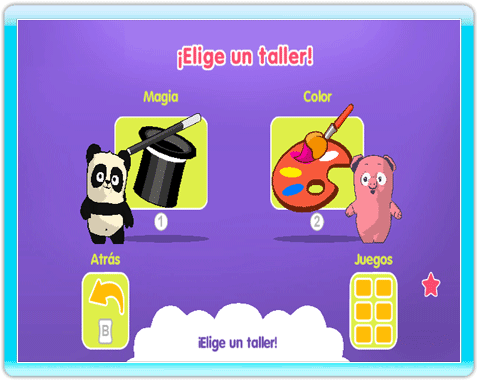 ¡Elige un taller!
Magia
Color
1
2
Atrás
Juegos
B
¡Elige un taller!